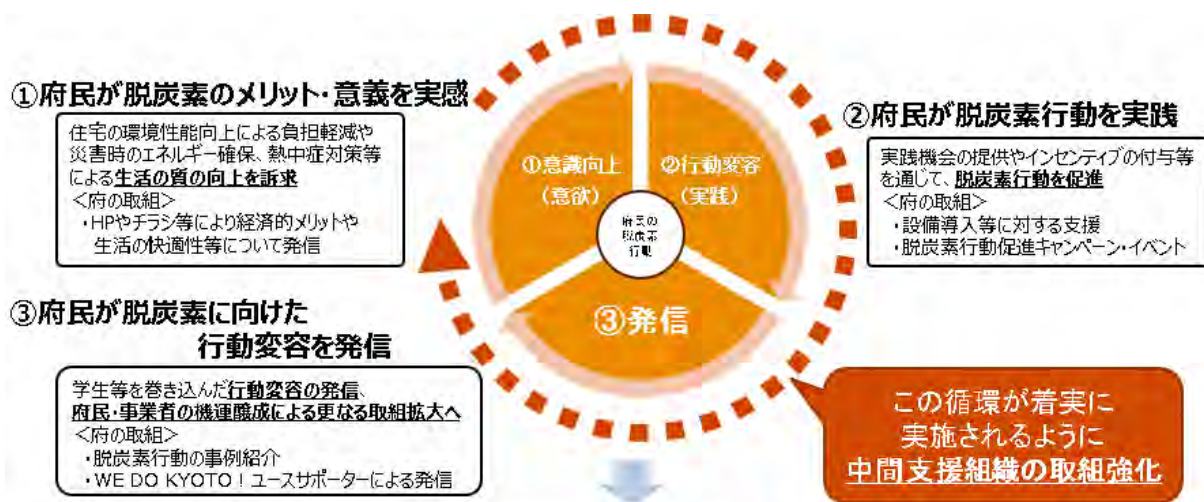 ①府民が脱炭素のメリット・意義を実感
住宅の環境性能向上による負担軽減や
災害時のエネルギー確保、熱中症対策等
による生活の質の向上を訴求
<府の取組>
・HPやチラシ等により経済的メリットや
生活の快適性等について発信
①意識向上
(意欲)
②行動変容
(実践)
府民の
脱炭素
行動
③発信
②府民が脱炭素行動を実践
実践機会の提供やインセンティブの付与等
を通じて、脱炭素行動を促進
<府の取組>
・設備導入等に対する支援
・脱炭素行動促進キャンペーン・イベント
③府民が脱炭素に向けた
行動変容を発信
学生等を巻き込んだ行動変容の発信、
府民・事業者の機運醸成による更なる取組拡大へ
<府の取組>
・脱炭素行動の事例紹介
・WE DO KYOTO！ユースサポーターによる発信
この循環が着実に
実施されるように
中間支援組織の取組強化